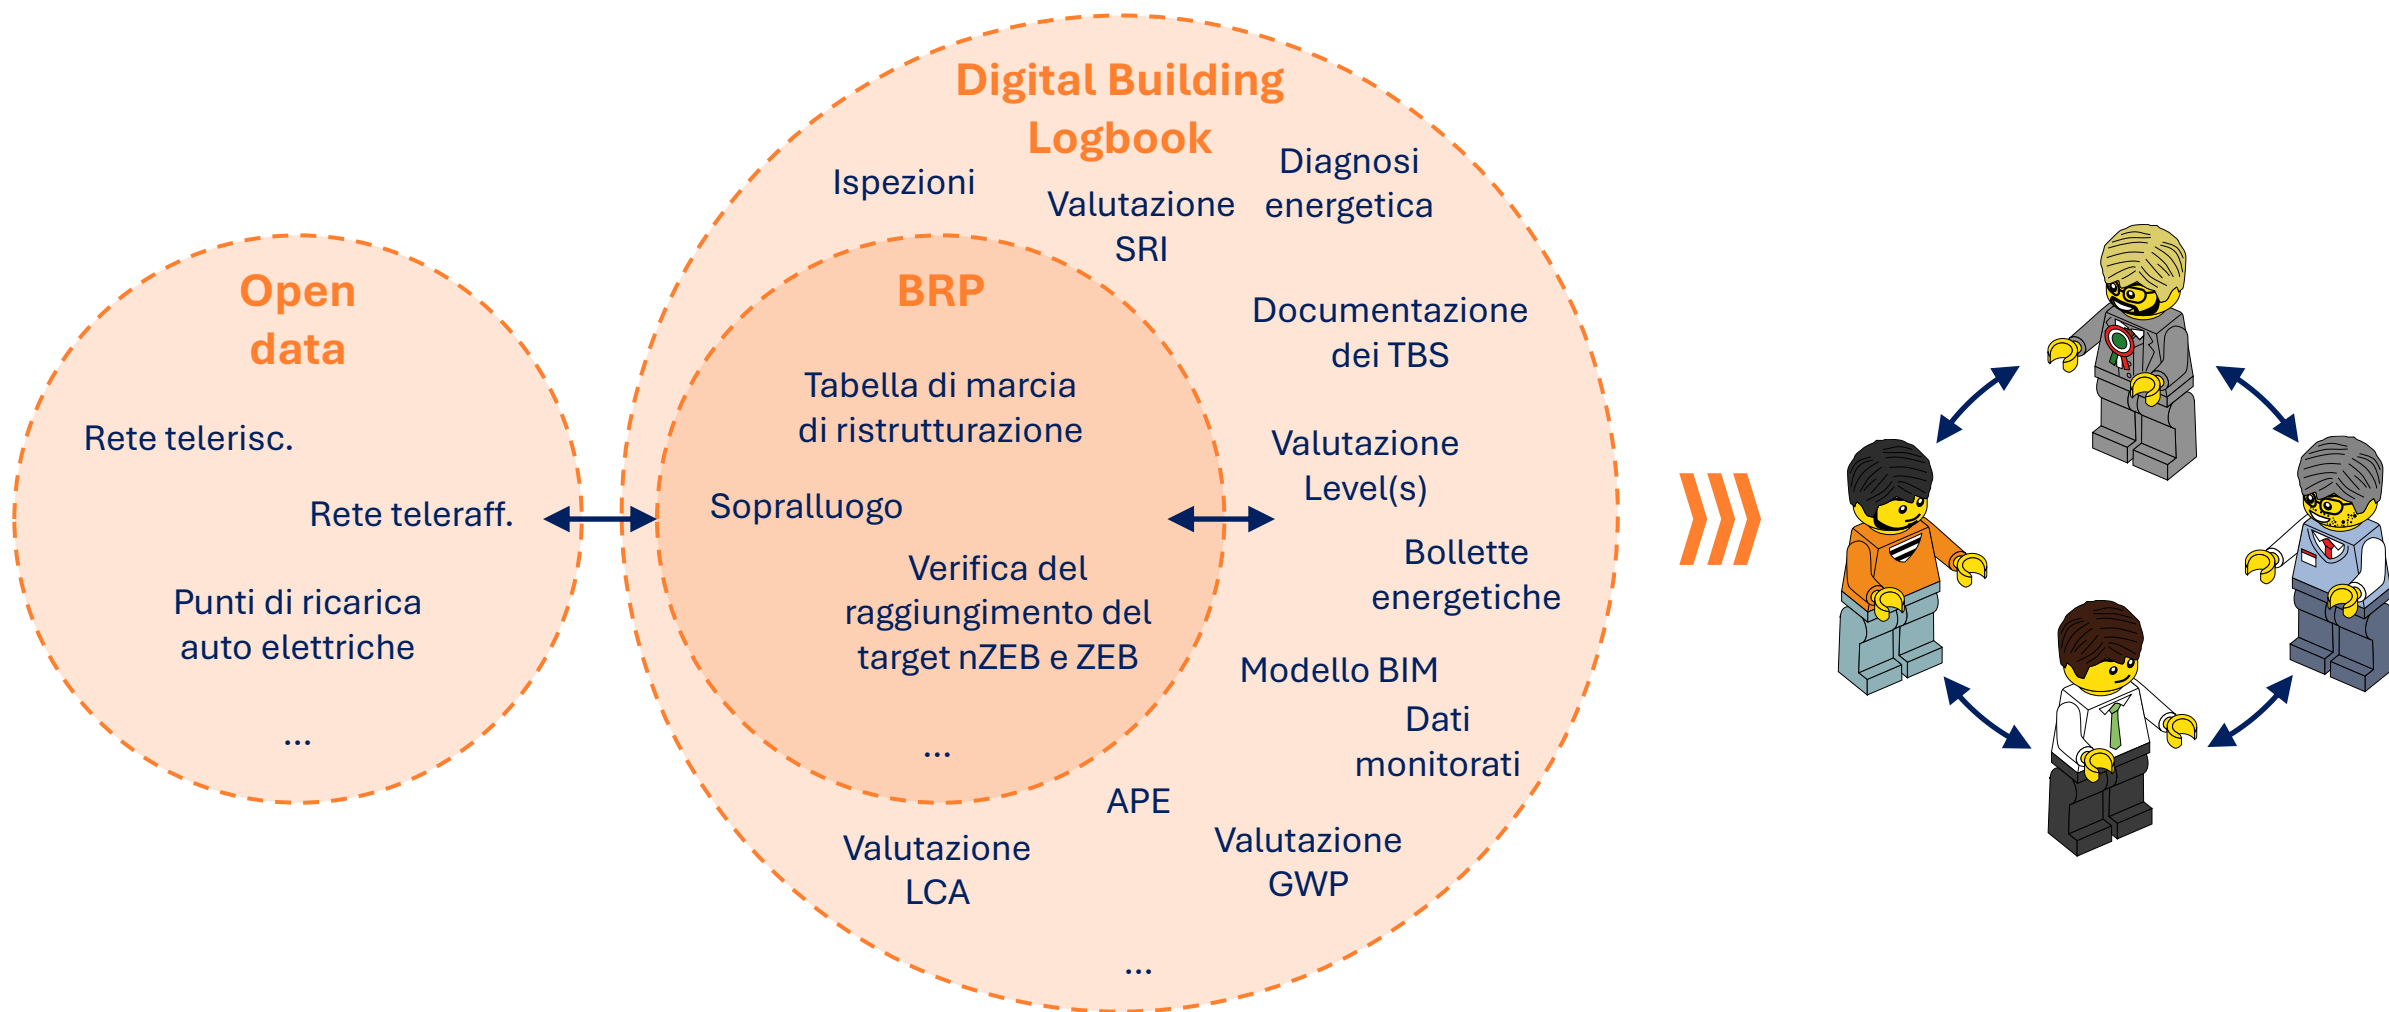 Open
data
Rete telerisc.
Rete teleraff.
Punti di ricarica
auto elettriche
...
Digital Building
Logbook
Ispezioni
Valutazione
SRI
Diagnosi
energetica
Documentazione
dei TBS
Valutazione
Level(s)
Bollette
energetiche
Modello BIM
Dati
monitorati
APE
Valutazione
GWP
Valutazione
LCA
...
BRP
Tabella di marcia
di ristrutturazione
Sopralluogo
Verifica del
raggiungimento del
target nZEB e ZEB
...